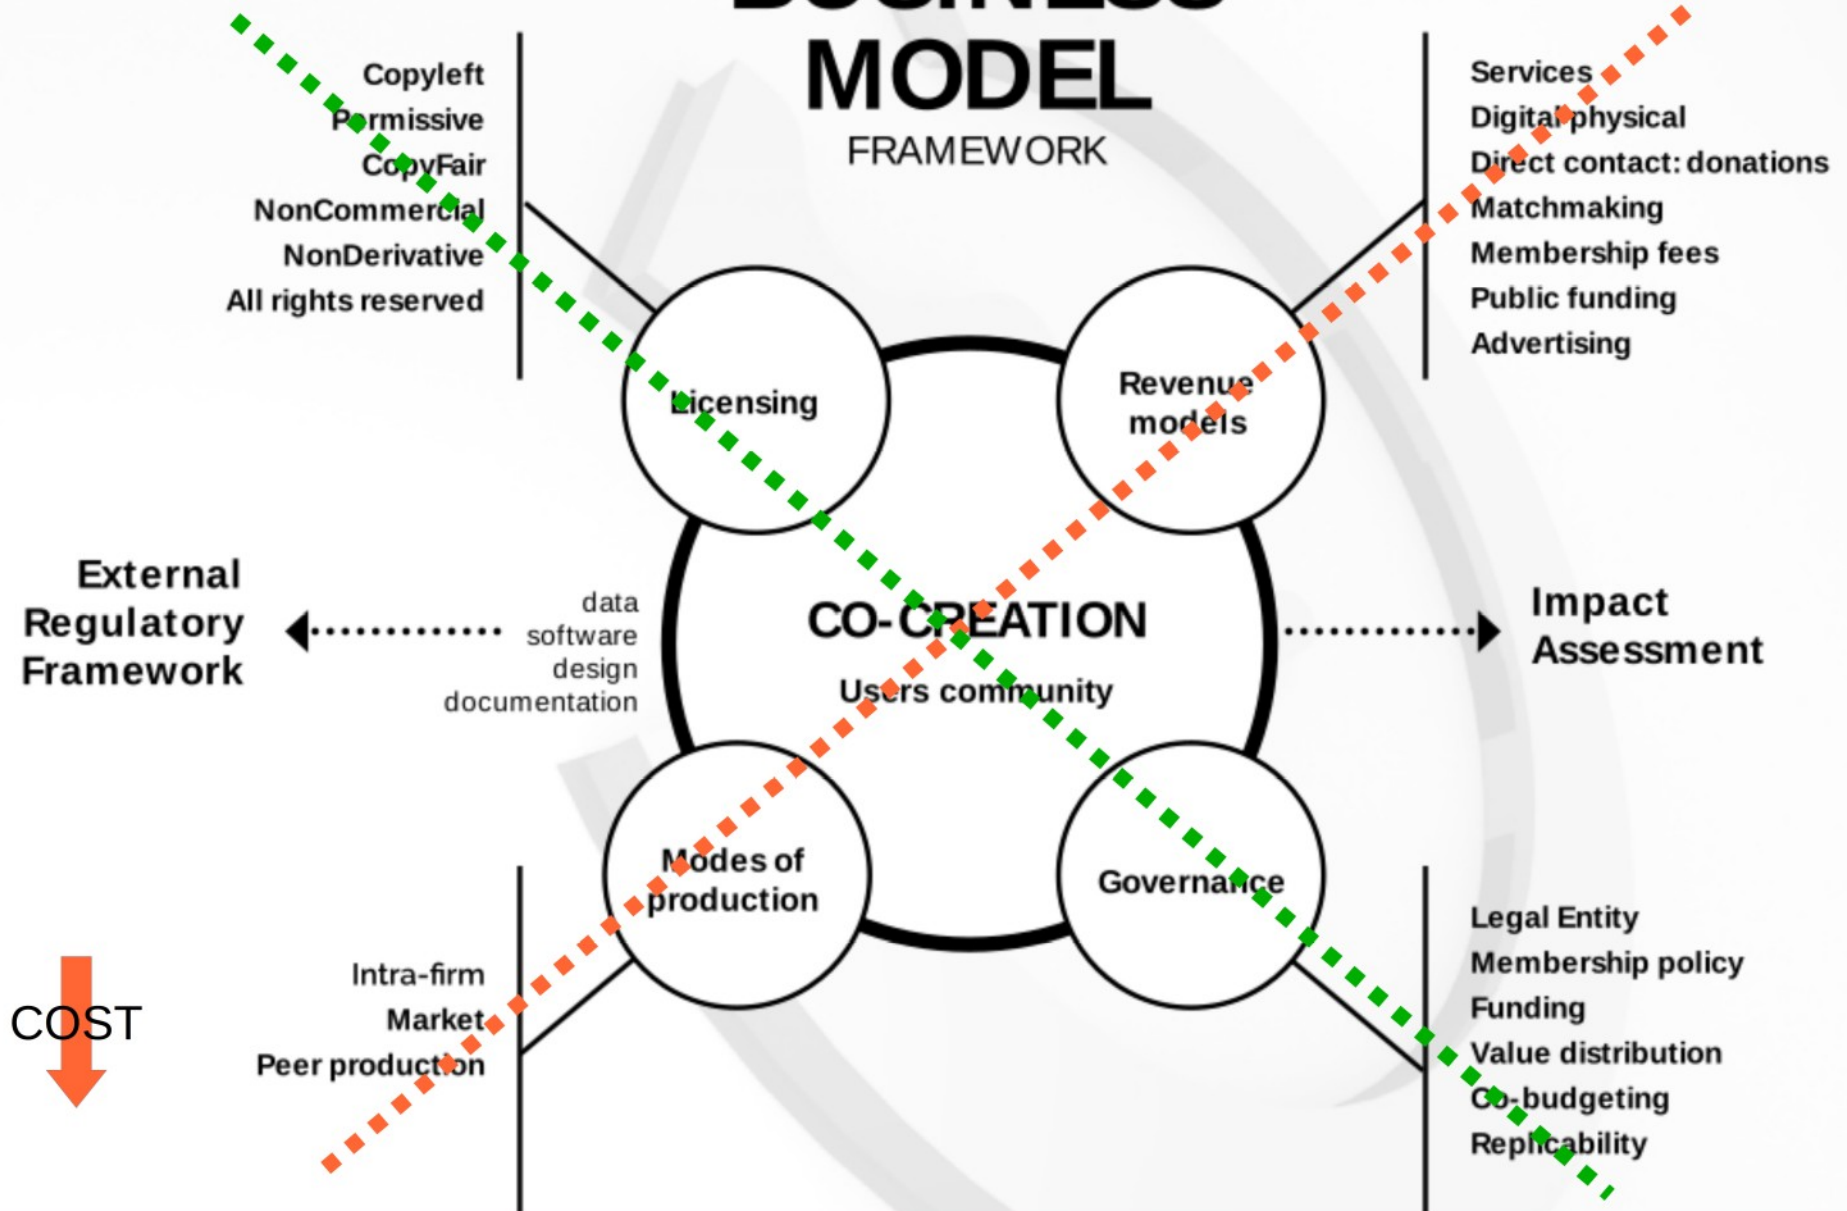 BUSINESS
MODEL
FRAMEWORK
Copyleft
Permissive
CopyFair
NonCommercial
NonDerivative
All rights reserved
Services
Digital physical
Direct contact: donations
Matchmaking
Membership fees
Public funding
Advertising
Licensing
Revenue
models
External
Regulatory
Framework
data
software
design
documentation
CO-CREATION
Users community
Impact
Assessment
Modes of
production
Governance
COST
Intra-firm
Market
Peer production
Legal Entity
Membership policy
Funding
Value distribution
Co-budgeting
Replicability